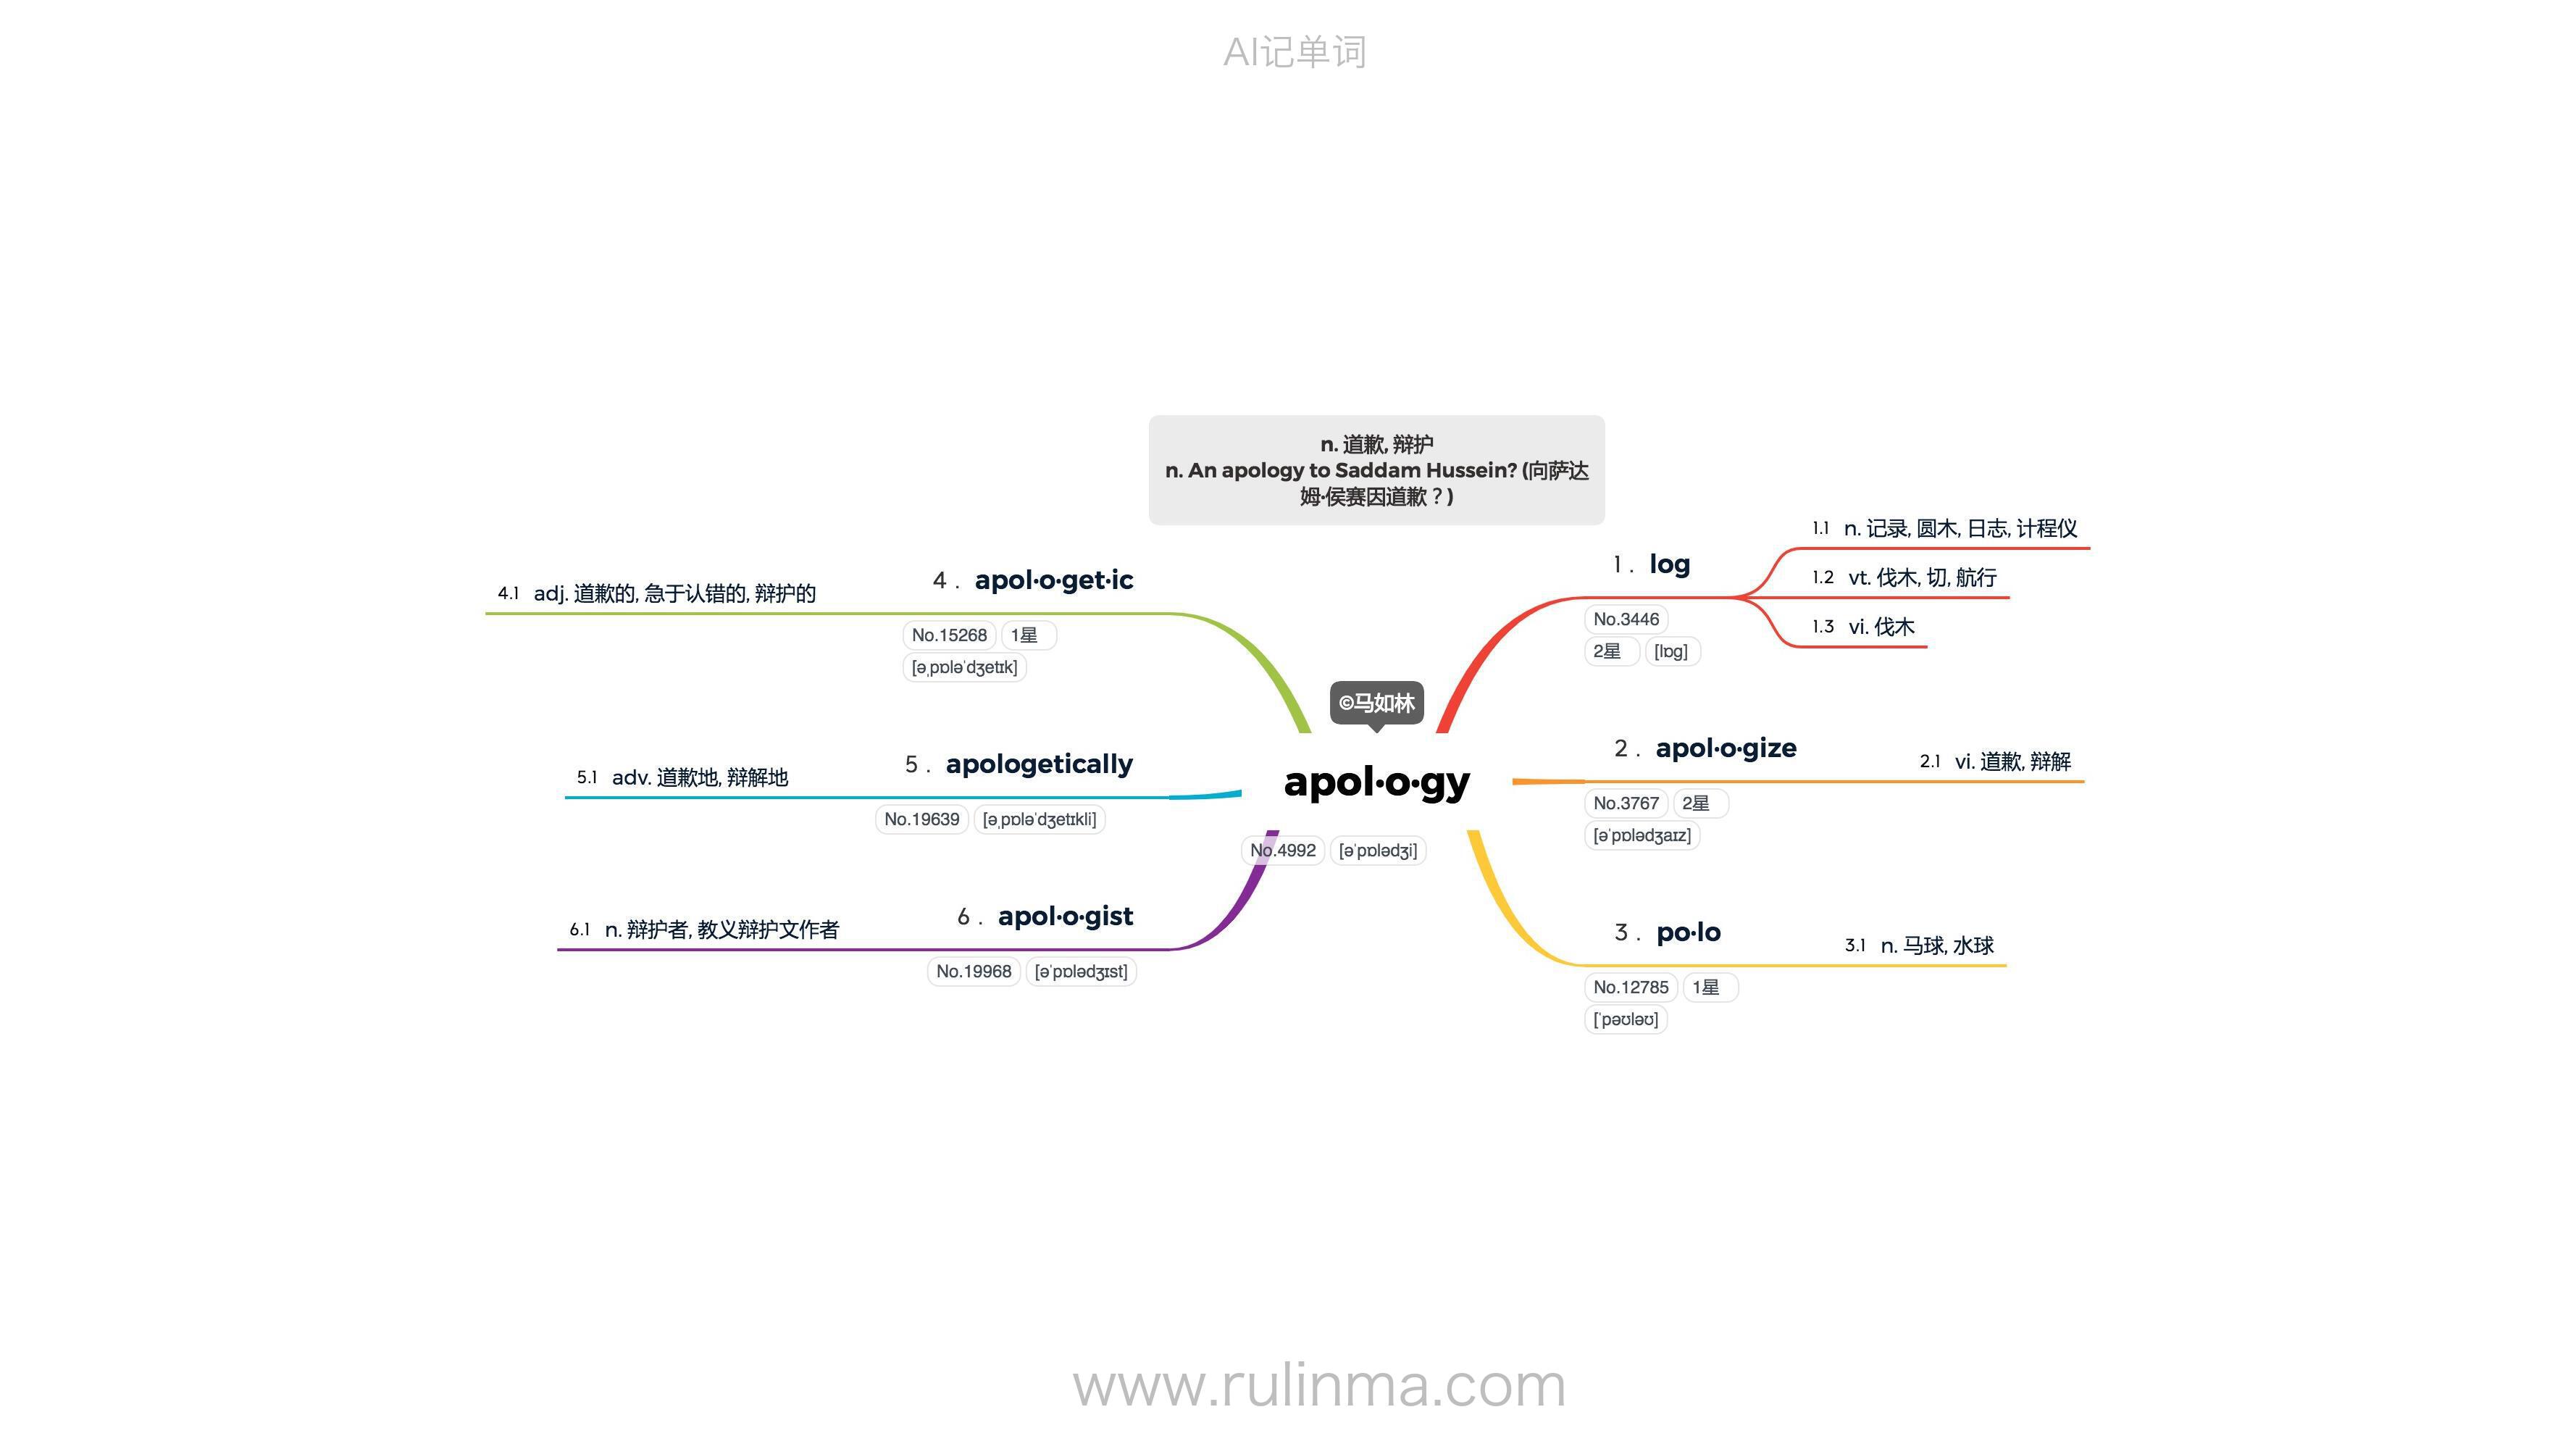 AI记单词
n. 道歉, 辩护
n. An apology to Saddam Hussein? (向萨达
姆·侯赛因道歉？)
©马如林
apol·o·gy
No.4992 [əˈpɒlədʒi]
1 . log
No.3446
2星 [lɒg]
1.1 n. 记录, 圆木, 日志, 计程仪
1.2 vt. 伐木, 切, 航行
1.3 vi. 伐木
2 . apol·o·gize
No.3767 2星
[əˈpɒlədʒaɪz]
2.1 vi. 道歉, 辩解
3 . po·lo
No.12785 1星
[ˈpəʊləʊ]
3.1 n. 马球, 水球
4 . apol·o·get·ic
No.15268 1星
[əˌpɒləˈdʒetɪk]
4.1 adj. 道歉的, 急于认错的, 辩护的
5 . apologetically
No.19639 [əˌpɒləˈdʒetɪkli]
5.1 adv. 道歉地, 辩解地
6 . apol·o·gist
No.19968 [əˈpɒlədʒɪst]
6.1 n. 辩护者, 教义辩护文作者
www.rulinma.com